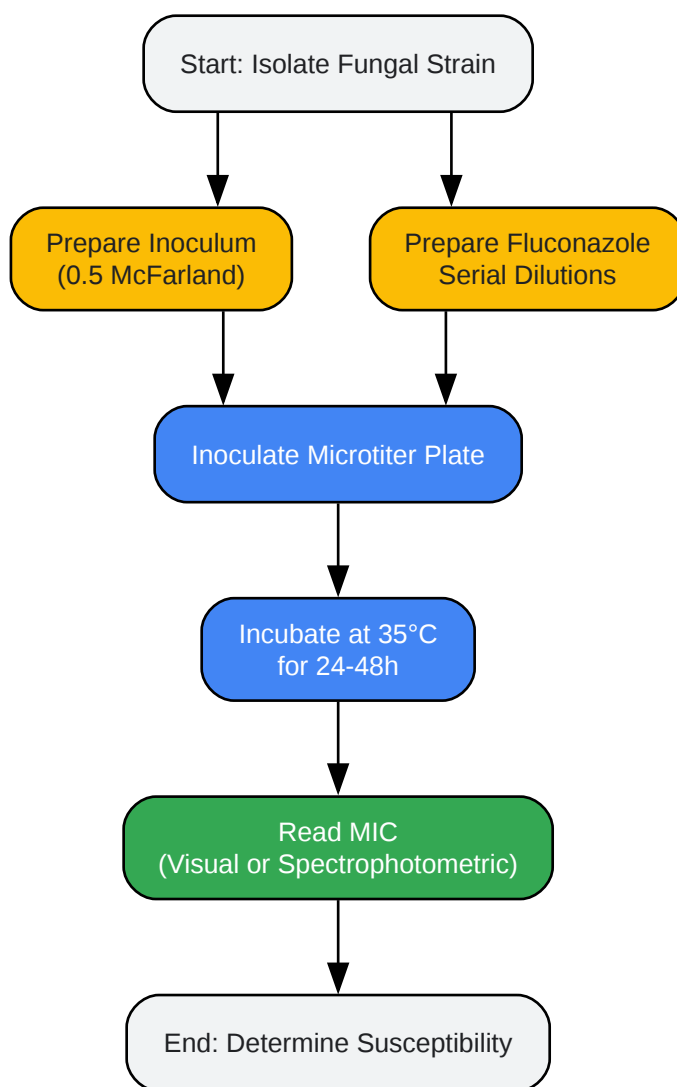 Start: Isolate Fungal Strain
Prepare Inoculum
(0.5 McFarland)
Prepare Fluconazole
Serial Dilutions
Inoculate Microtiter Plate
Incubate at 35°C
for 24-48h
Read MIC
(Visual or Spectrophotometric)
End: Determine Susceptibility